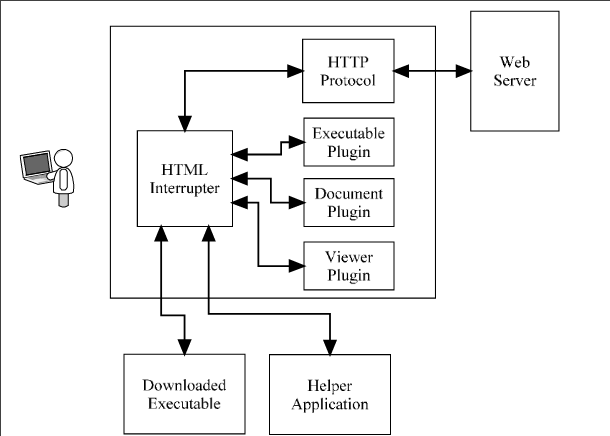 HTTP
Protocol
Web
Server
Executable
Plugin
HTML
Interrupter
Document
Plugin
Viewer
Plugin
Downloaded
Executable
Helper
Application